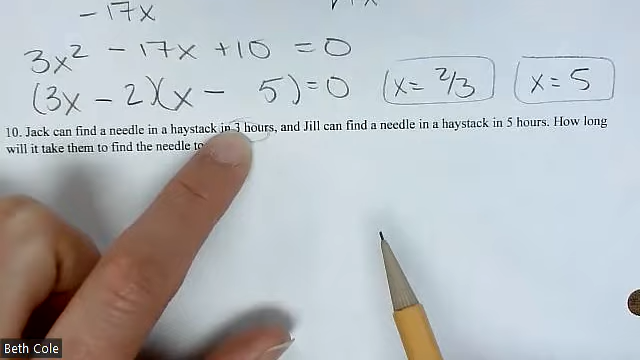 - 17x
3x² - 17x + 10 = 0
(3x - 2)(x - 5) = 0 x = 2/3 x = 5
10. Jack can find a needle in a haystack in 3 hours, and Jill can find a needle in a haystack in 5 hours. How long
will it take them to find the needle to
Beth Cole